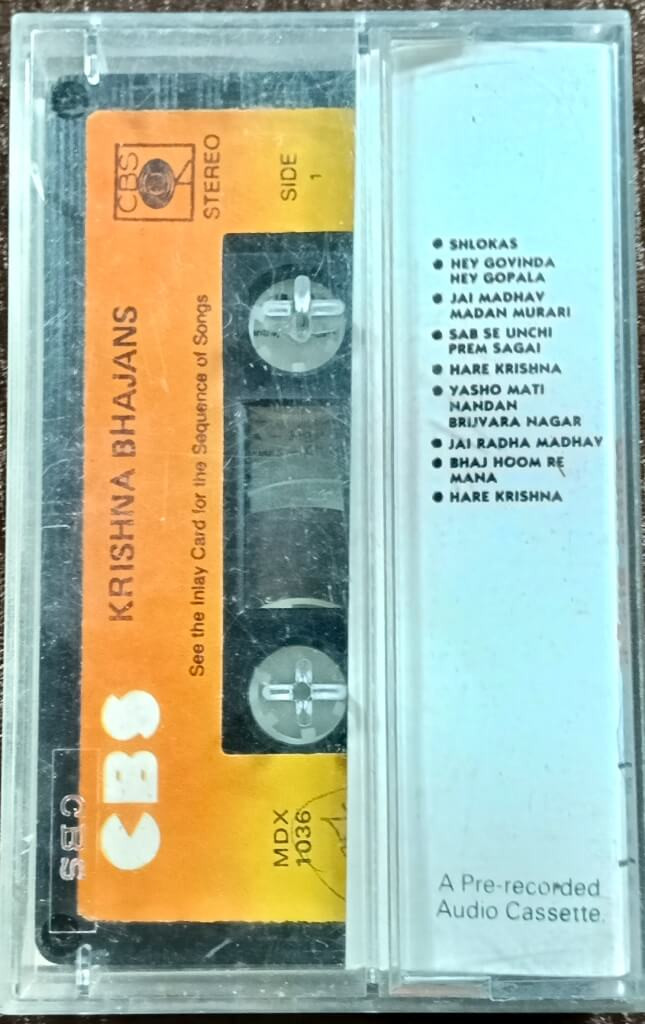 CBS
STEREO
SIDE
1
KRISHNA BHAJANS
See the Inlay Card for the Sequence of Songs
CBS
MDX
1036
CBS
● SHLOKAS
● HEY GOVINDA
HEY GOPALA
● JAI MADHAV
MADAN MURARI
● SAB SE UNCHI
PREM SAGAI
● HARE KRISHNA
● YASHO MATI
NANDAN
BRIJVARA NAGAR
● JAI RADHA MADHAV
● BHAJ HOOM RE
MANA
● HARE KRISHNA
A Pre-recorded
Audio Cassette.